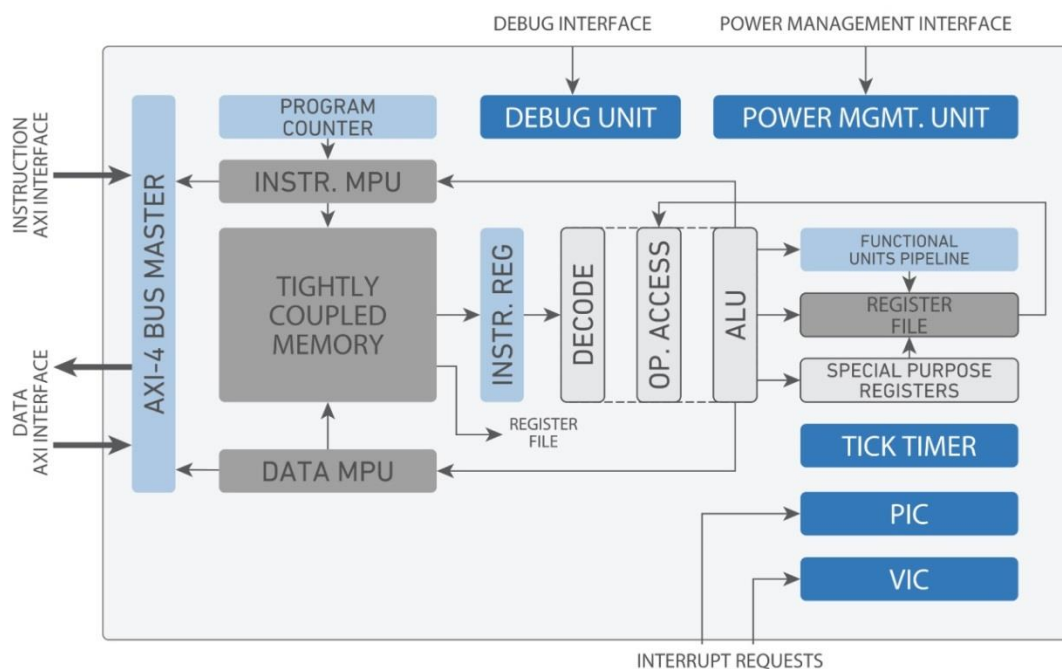 DEBUG INTERFACE
POWER MANAGEMENT INTERFACE
DEBUG UNIT
POWER MGMT. UNIT
PROGRAM
COUNTER
INSTRUCTION
AXI INTERFACE
INSTR. MPU
AXI-4 BUS MASTER
TIGHTLY
COUPLED
MEMORY
INSTR. REG
DECODE
OP. ACCESS
ALU
FUNCTIONAL
UNITS PIPELINE
REGISTER
FILE
SPECIAL PURPOSE
REGISTERS
DATA
AXI INTERFACE
REGISTER
FILE
DATA MPU
TICK TIMER
PIC
VIC
INTERRUPT REQUESTS